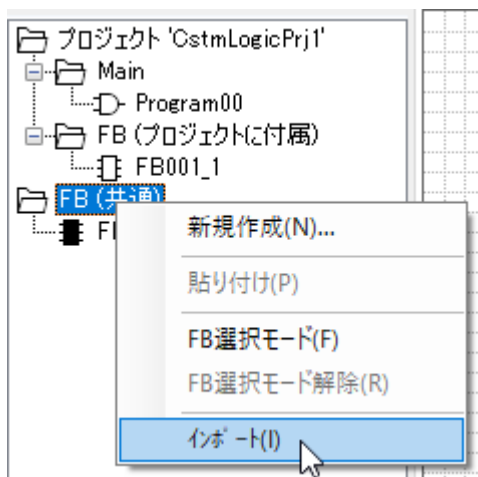 プロジェクト 'CstmLogicPrj1'
Main
Program00
FB (プロジェクトに付属)
FB001_1
FB (共通)
新規作成(N)...
貼り付け(P)
FB選択モード(F)
FB選択モード解除(R)
インポート(I)